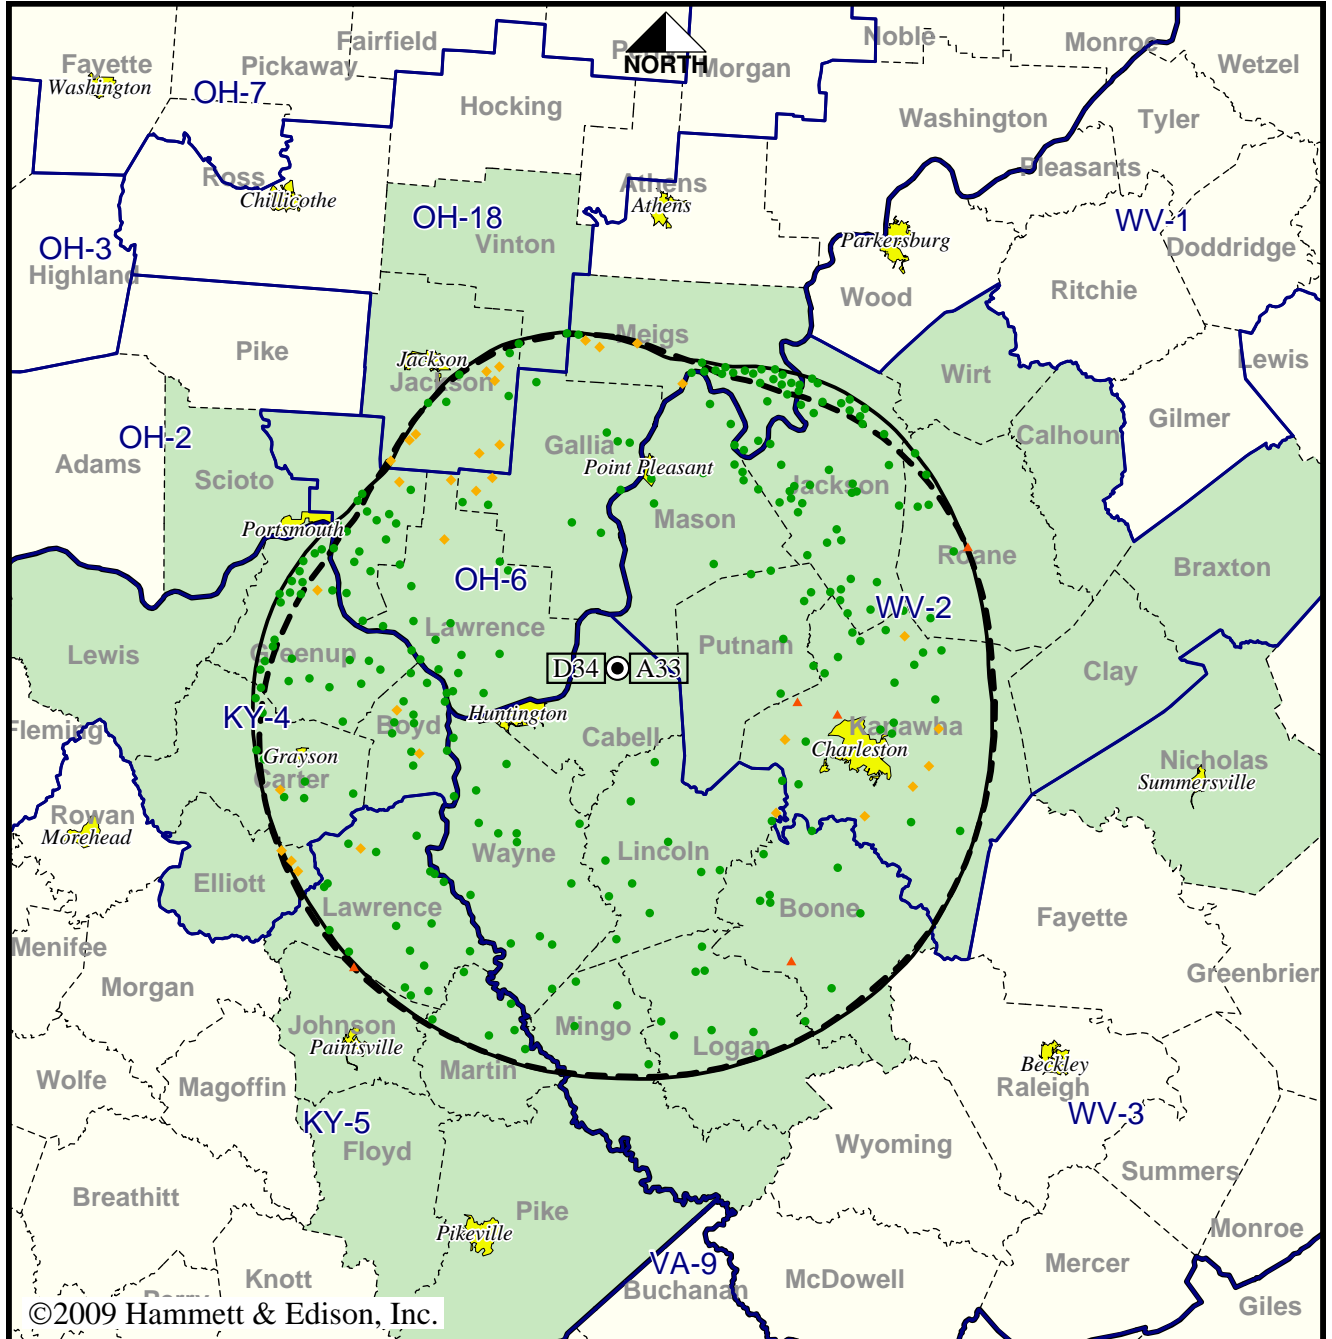 Fairfield
Noble
Monroe
Fayette
Pickaway
Wetzel
NORTH
Morgan
Washington
OH-7
Hocking
Washington
Tyler
Pleasants
Ross
Chillicothe
Athens
Athens
OH-18
WV-1
Vinton
Parkersburg
Doddridge
OH-3
Highland
Wood
Ritchie
Meigs
Pike
Jackson
Jackson
Wirt
Lewis
Gilmer
OH-2
Adams
Calhoun
Gallia
Point Pleasant
Scioto
Jackson
Portsmouth
Mason
Roane
Braxton
OH-6
WV-2
Lawrence
Putnam
Lewis
Greenup
D34
A33
Clay
KY-4
Fleming
Boyd
Huntington
Cabell
Kanawha
Charleston
Grayson
Carter
Nicholas
Summersville
Rowan
Morehead
Wayne
Lincoln
Elliott
Lawrence
Boone
Fayette
Menifee
Morgan
Greenbrier
Johnson
Paintsville
Mingo
Logan
Martin
Beckley
Raleigh
Wolfe
Magoffin
KY-5
WV-3
Floyd
Wyoming
Summers
Breathitt
Pike
Pikeville
Monroe
VA-9
Buchanan
McDowell
Mercer
Knott
Giles
©2009 Hammett & Edison, Inc.